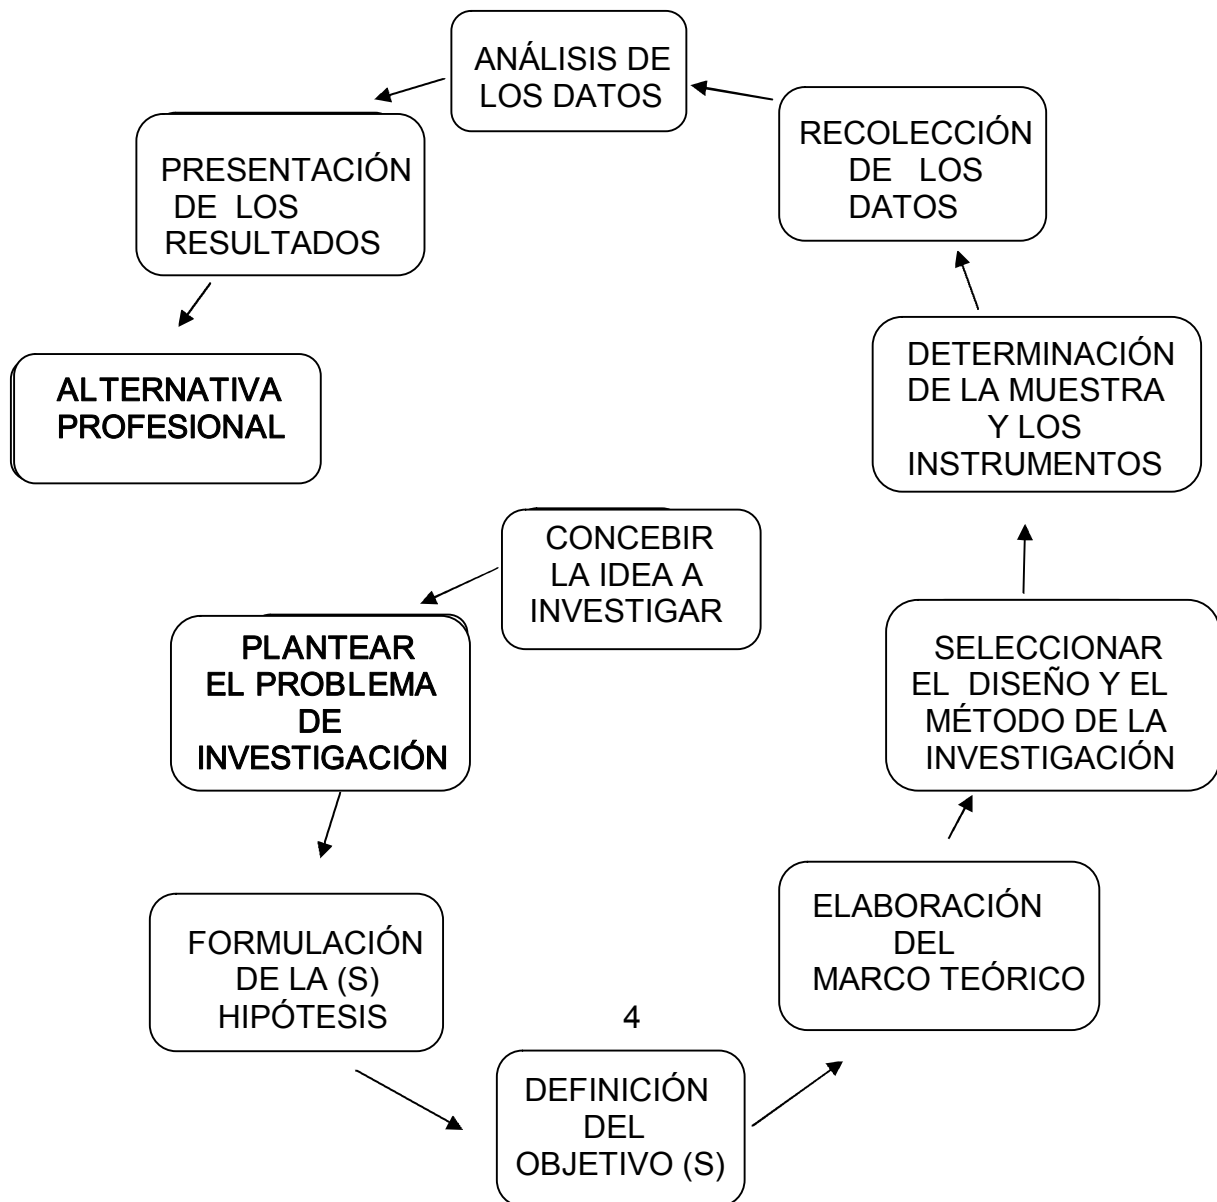 ANÁLISIS DE
LOS DATOS
RECOLECCIÓN
DE LOS
DATOS
PRESENTACIÓN
DE LOS
RESULTADOS
DETERMINACIÓN
DE LA MUESTRA
Y LOS
INSTRUMENTOS
ALTERNATIVA
PROFESIONAL
CONCEBIR
LA IDEA A
INVESTIGAR
PLANTEAR
EL PROBLEMA
DE
INVESTIGACIÓN
SELECCIONAR
EL DISEÑO Y EL
MÉTODO DE LA
INVESTIGACIÓN
ELABORACIÓN
DEL
MARCO TEÓRICO
FORMULACIÓN
DE LA (S)
HIPÓTESIS
4
DEFINICIÓN
DEL
OBJETIVO (S)